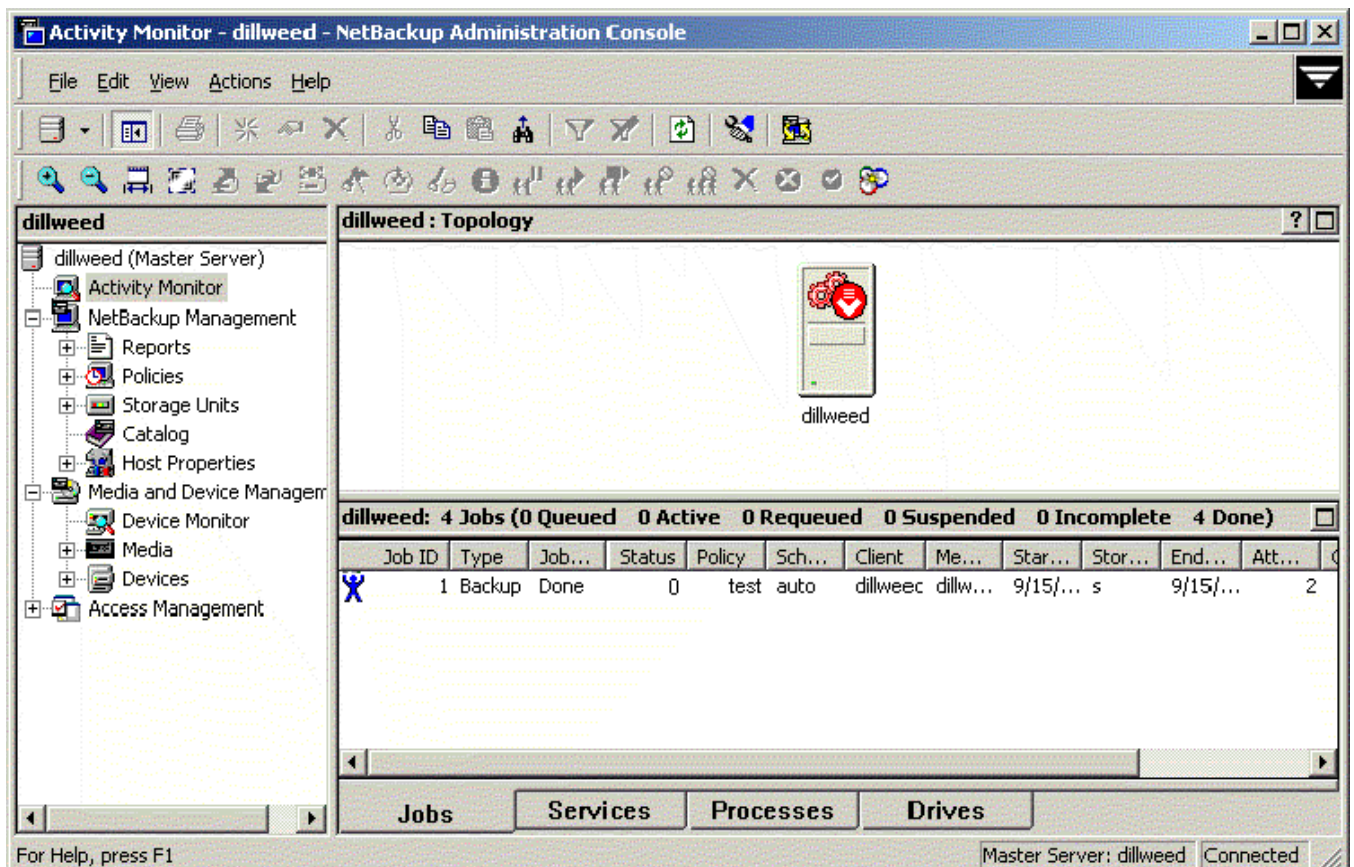 Activity Monitor - dillweed - NetBackup Administration Console
File Edit View Actions Help
dillweed
dillweed (Master Server)
Activity Monitor
NetBackup Management
Reports
Policies
Storage Units
Catalog
Host Properties
Media and Device Managem
Device Monitor
Media
Devices
Access Management
dillweed : Topology
dillweed
dillweed: 4 Jobs (0 Queued 0 Active 0 Requeued 0 Suspended 0 Incomplete 4 Done)
Job ID Type Job... Status Policy Sch... Client Me... Star... Stor... End... Att...
1 Backup Done 0 test auto dillweec dillw... 9/15/... s 9/15/... 2
Jobs Services Processes Drives
For Help, press F1 Master Server: dillweed Connected